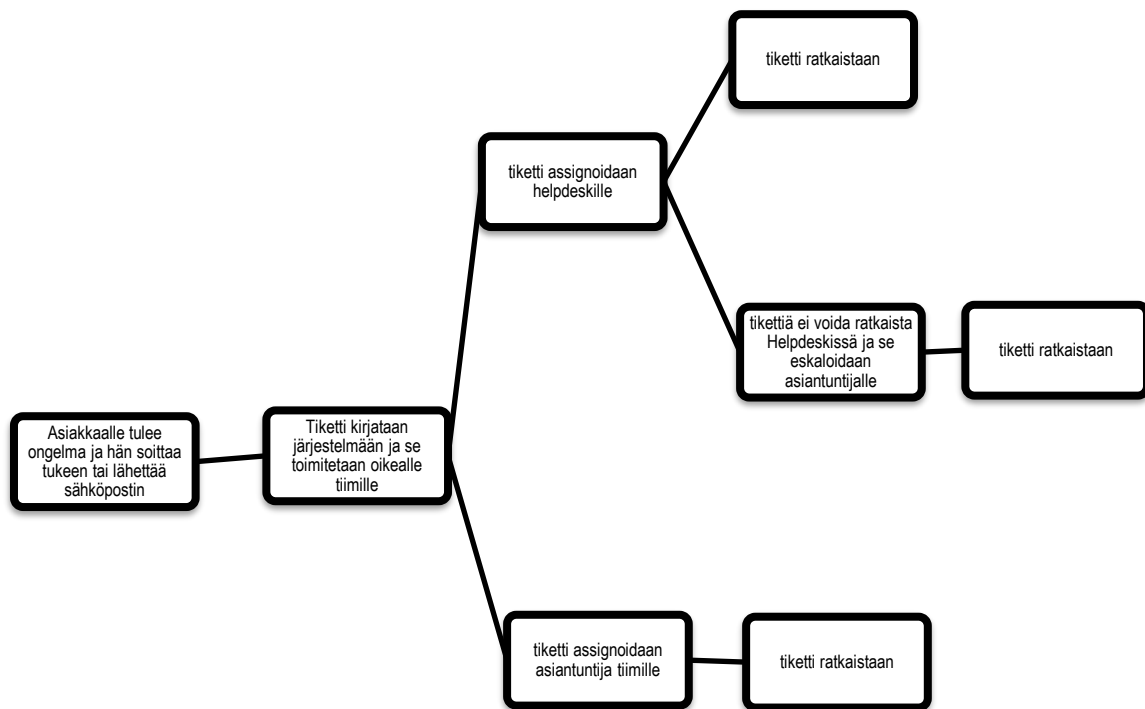 Asiakkaalle tulee
ongelma ja hän soittaa
tukeen tai lähettää
sähköpostin
Tiketti kirjataan
järjestelmään ja se
toimitetaan oikealle
tiimille
tiketti assignoidaan
helpdeskille
tiketti ratkaistaan
tikettiä ei voida ratkaista
Helpdeskissä ja se
eskaloidaan
asiantuntijalle
tiketti ratkaistaan
tiketti assignoidaan
asiantuntija tiimille
tiketti ratkaistaan